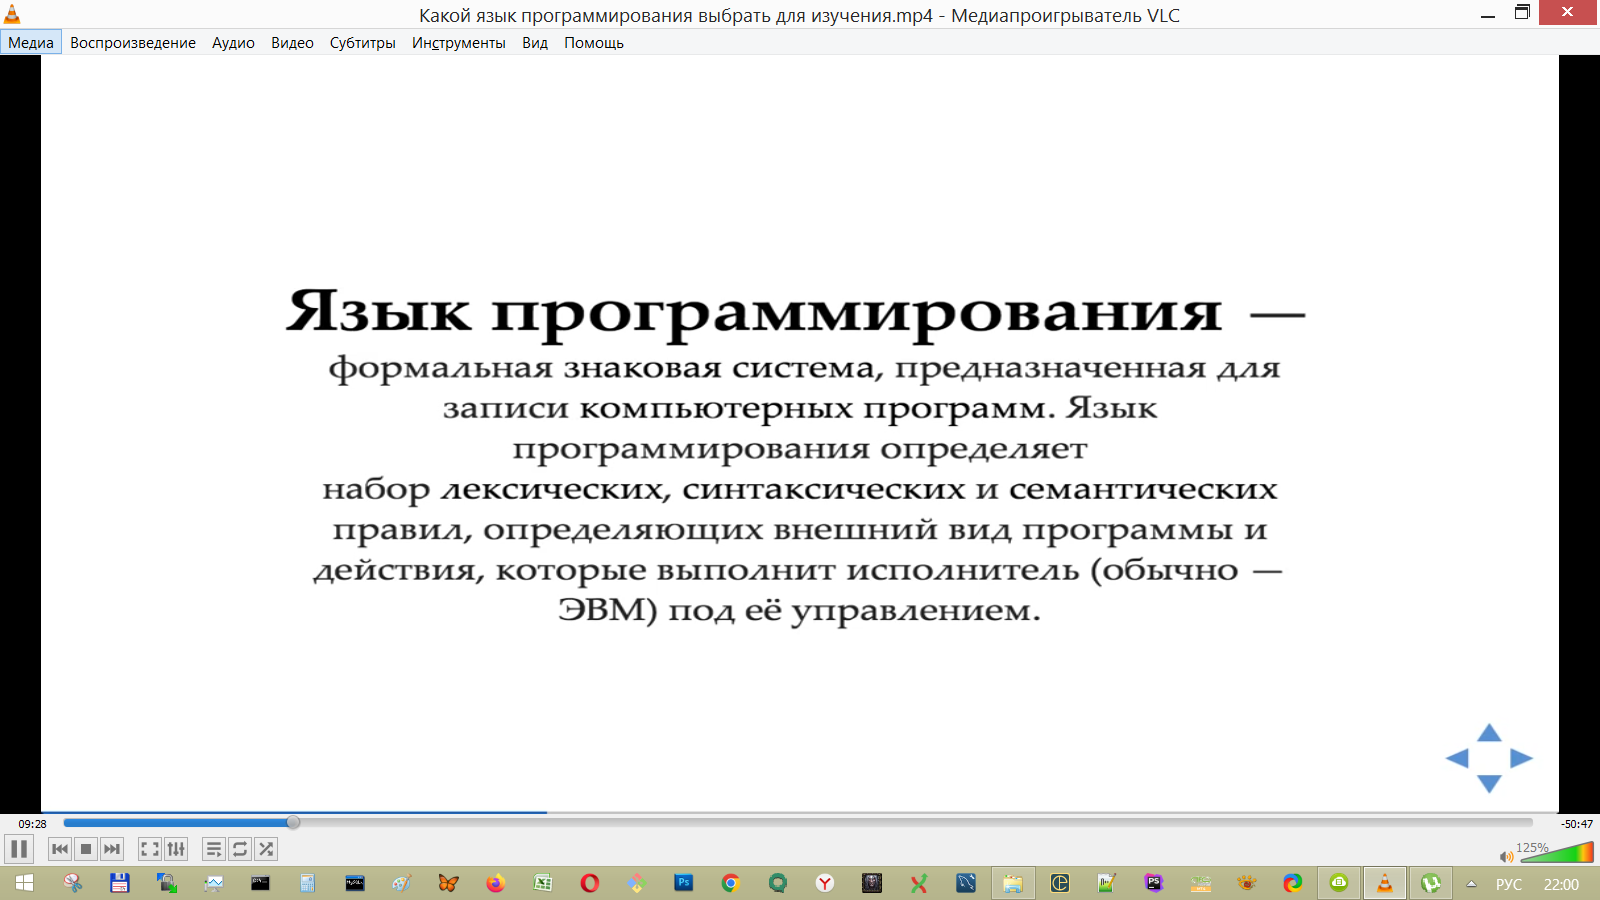 Какой язык программирования выбрать для изучения.mp4 - Медиапроигрыватель VLC
Медиа Воспроизведение Аудио Видео Субтитры Инструменты Вид Помощь
Язык программирования —
формальная знаковая система, предназначенная для
записи компьютерных программ. Язык
программирования определяет
набор лексических, синтаксических и семантических
правил, определяющих внешний вид программы и
действия, которые выполнит исполнитель (обычно —
ЭВМ) под её управлением.
09:28 -50:47
125%
РУС 22:00